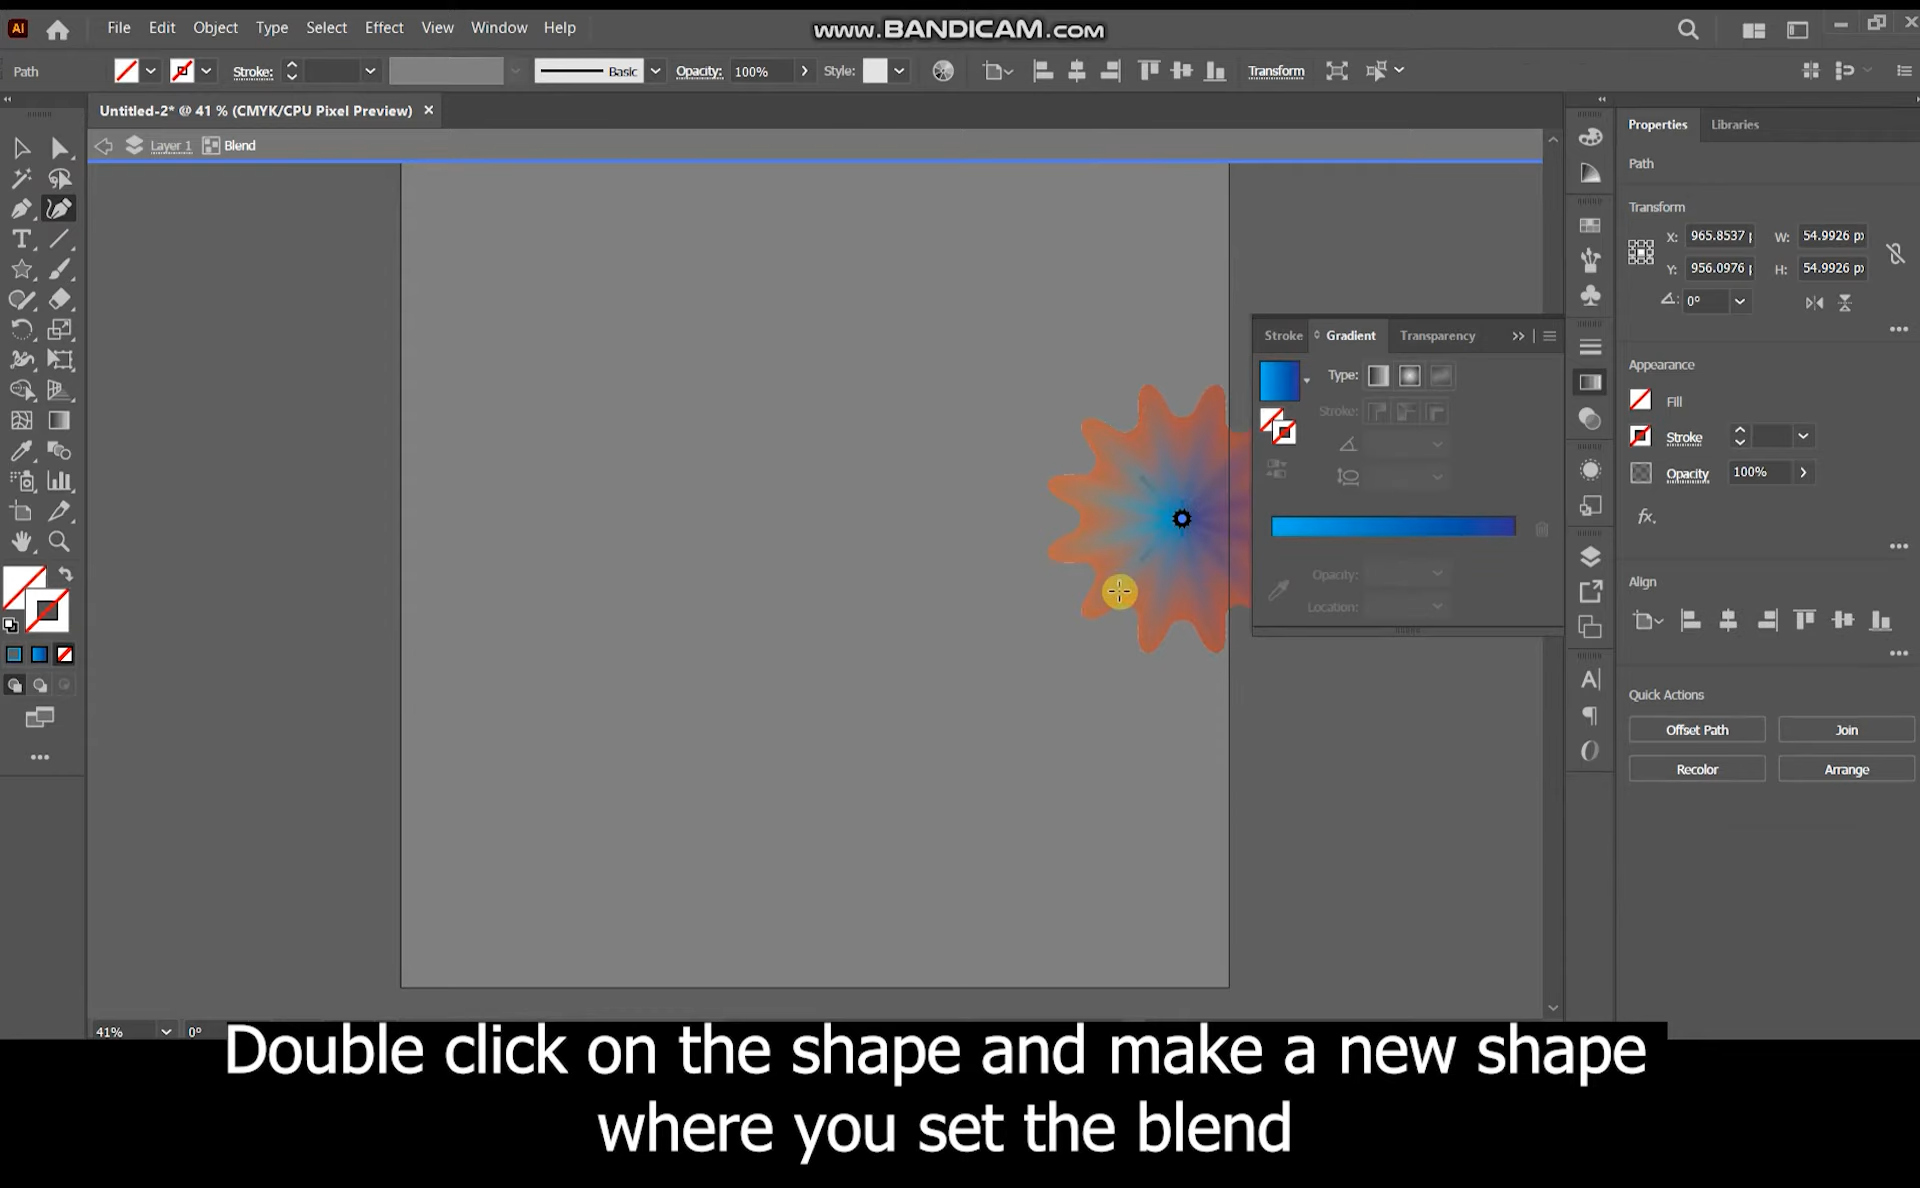 Ai
File Edit Object Type Select Effect View Window Help
www.BANDICAM.com
Path
Stroke:
Basic
Opacity: 100%
Style:
Transform
Untitled-2* @ 41 % (CMYK/CPU Pixel Preview)
Layer 1 Blend
Properties Libraries
Path
Transform
X: 965.8537 W: 54.9926 px
Y: 956.0976 H: 54.9926 px
0°
Appearance
Fill
Stroke
Opacity 100%
fx.
Align
Quick Actions
Offset Path Join
Recolor Arrange
Stroke Gradient Transparency
Type:
Stroke:
Opacity:
Location:
41% 0°
Double click on the shape and make a new shape
where you set the blend